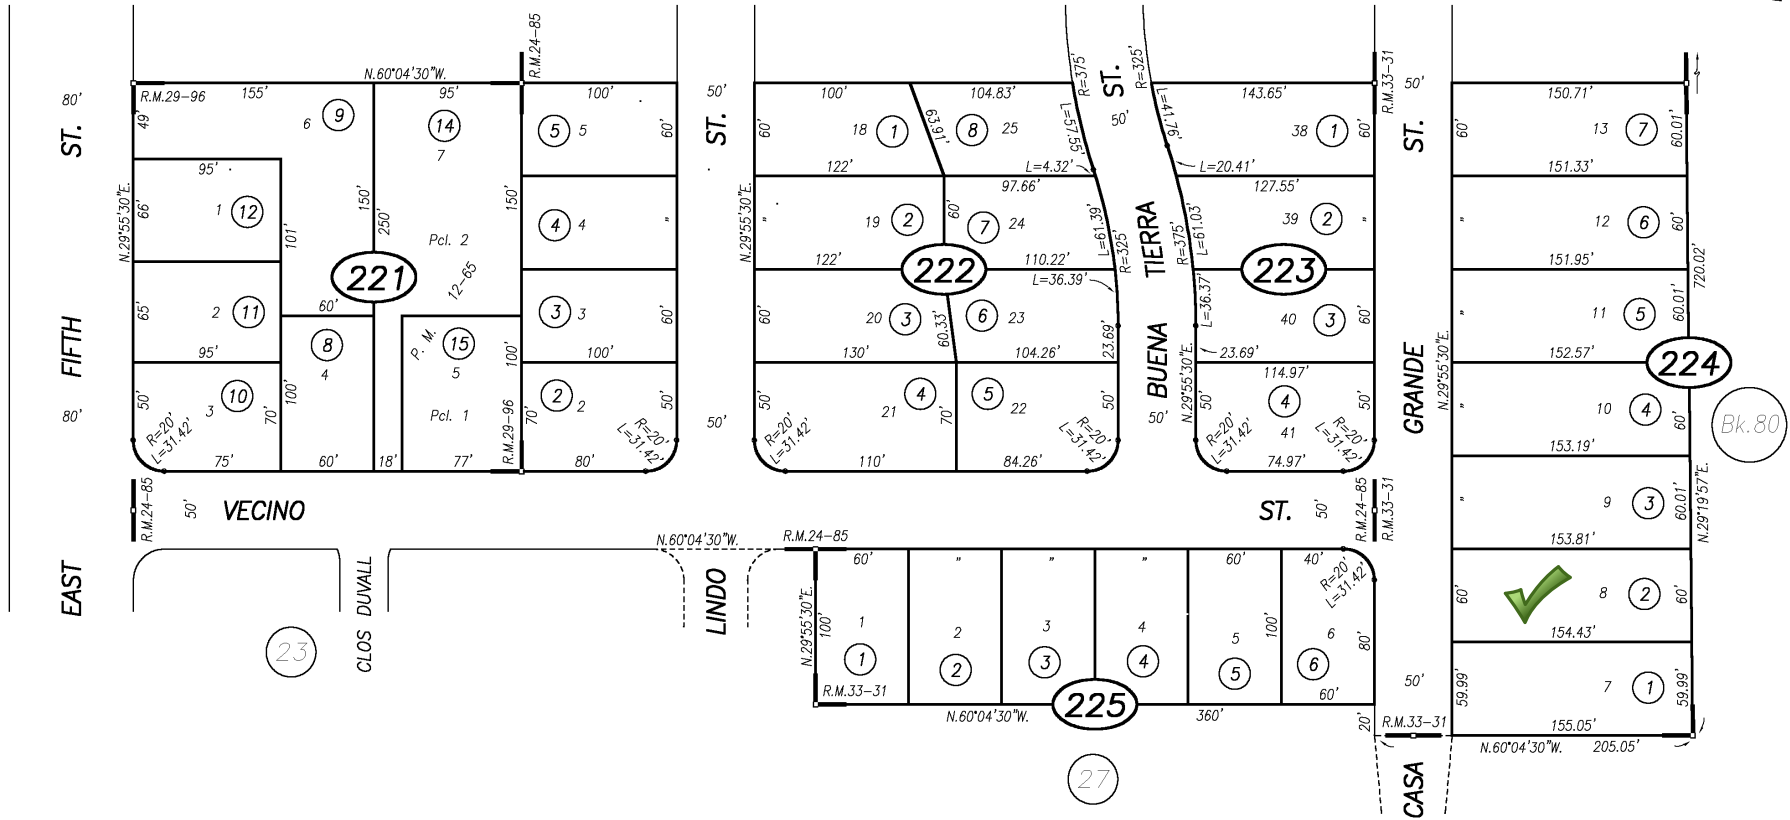 N.60°04'30"W.
R.M.24-85
R.M.29-96
155'
95'
100'
80'
49'
6
9
14
7
5
5
60'
ST.
95'
N.29°55'30"E.
66'
1
12
101'
150'
250'
150'
4
4
"
Pcl. 2
12-65
221
65'
2
11
60'
3
3
60'
FIFTH
8
4
P. M.
15
5
100'
95'
100'
80'
50'
3
10
70'
100'
Pcl. 1
R.M.29-96
70'
2
2
R=20'
L=31.42'
R=20'
L=31.42'
75'
60'
18'
77'
80'
50'
ST.
N.29°55'30"E.
50'
100'
104.83'
60'
18
1
63.91'
8
25
122'
L=4.32'
97.66'
R=375'
L=57.55'
"
19
2
60'
7
24
L=61.39'
R=325'
122'
222
110.22'
L=36.39'
60'
20
3
60.33'
6
23
23.69'
130'
104.26'
50'
21
4
70'
5
22
50'
R=20'
L=31.42'
R=20'
L=31.42'
110'
84.26'
ST.
50'
BUENA TIERRA
50'
R=325'
L=41.76'
143.65'
R.M.33-31
38
1
60'
L=20.41'
127.55'
39
2
"
R=375'
L=61.03'
223
L=36.37'
40
3
60'
N.29°55'30"E.
23.69'
114.97'
50'
4
41
50'
R=20'
L=31.42'
R=20'
L=31.42'
74.97'
50'
ST.
GRANDE
N.29°55'30"E.
150.71'
60'
13
7
60.01'
151.33'
"
12
6
60'
151.95'
720.02'
"
11
5
60.01'
152.57'
224
"
10
4
60'
153.19'
Bk.80
"
9
3
60.01'
N.29°19'57"E.
153.81'
60'
8
2
60'
154.43'
59.99'
7
1
59.99'
155.05'
N.60°04'30"W.
205.05'
R.M.24-85
50'
VECINO
ST.
50'
R.M.24-85
R.M.33-31
EAST
CLOS DUVALL
23
N.60°04'30"W.
LINDO
R.M.24-85
60'
"
"
"
60'
40'
R=20'
L=31.42'
N.29°55'30"E.
100'
1
2
3
4
5
6
100'
80'
1
2
3
4
5
6
R.M.33-31
60'
N.60°04'30"W.
225
360'
20'
50'
R.M.33-31
27
CASA